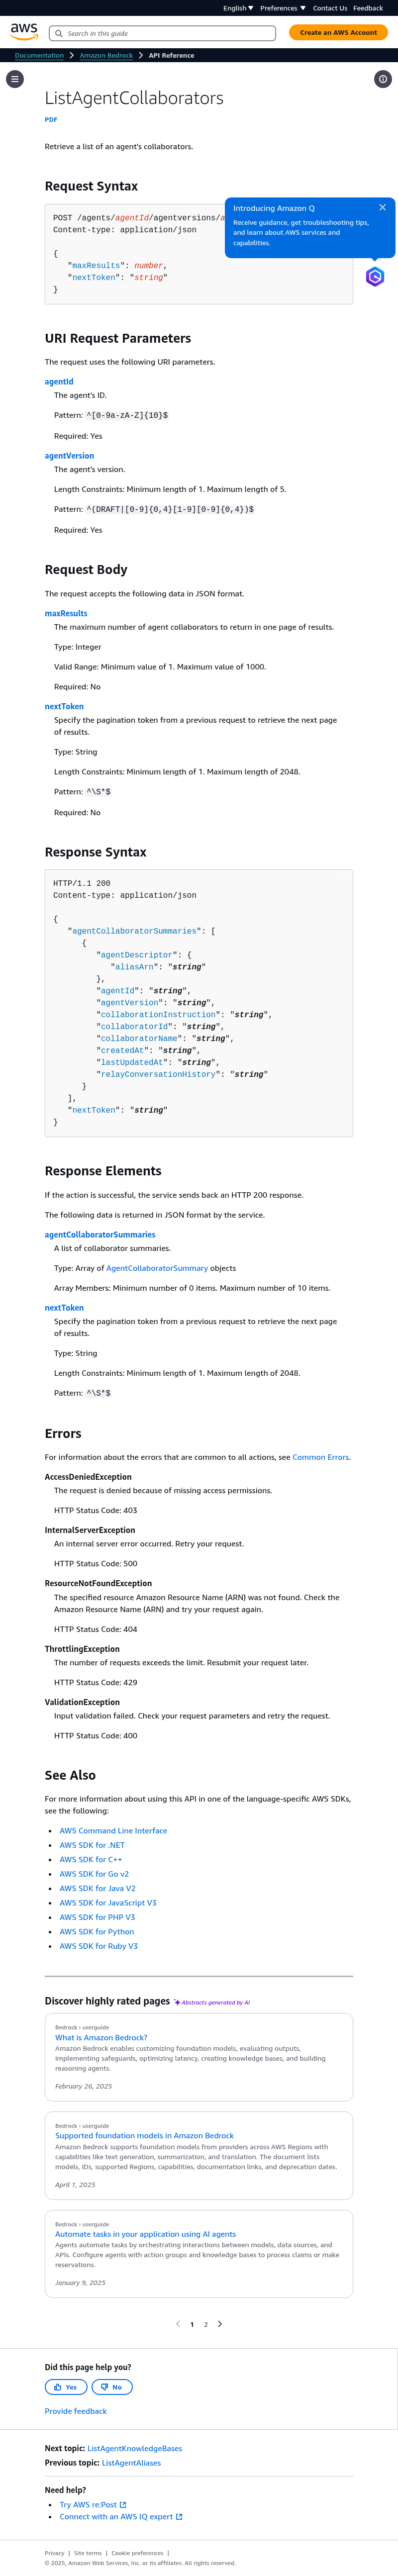 English Preferences Contact Us Feedback
aws
Search in this guide
Create an AWS Account
Documentation > Amazon Bedrock > API Reference
ListAgentCollaborators
PDF
Retrieve a list of an agent's collaborators.
Request Syntax
POST /agents/agentId/agentversions/
Content-type: application/json
{
"maxResults": number,
"nextToken": "string"
}
Introducing Amazon Q
Receive guidance, get troubleshooting tips,
and learn about AWS services and
capabilities.
URI Request Parameters
The request uses the following URI parameters.
agentId
The agent's ID.
Pattern: ^[0-9a-zA-Z]{10}$
Required: Yes
agentVersion
The agent's version.
Length Constraints: Minimum length of 1. Maximum length of 5.
Pattern: ^(DRAFT|[0-9]{0,4}[1-9][0-9]{0,4})$
Required: Yes
Request Body
The request accepts the following data in JSON format.
maxResults
The maximum number of agent collaborators to return in one page of results.
Type: Integer
Valid Range: Minimum value of 1. Maximum value of 1000.
Required: No
nextToken
Specify the pagination token from a previous request to retrieve the next page
of results.
Type: String
Length Constraints: Minimum length of 1. Maximum length of 2048.
Pattern: ^\S*$
Required: No
Response Syntax
HTTP/1.1 200
Content-type: application/json
{
"agentCollaboratorSummaries": [
{
"agentDescriptor": {
"aliasArn": "string"
},
"agentId": "string",
"agentVersion": "string",
"collaborationInstruction": "string",
"collaboratorId": "string",
"collaboratorName": "string",
"createdAt": "string",
"lastUpdatedAt": "string",
"relayConversationHistory": "string"
}
],
"nextToken": "string"
}
Response Elements
If the action is successful, the service sends back an HTTP 200 response.
The following data is returned in JSON format by the service.
agentCollaboratorSummaries
A list of collaborator summaries.
Type: Array of AgentCollaboratorSummary objects
Array Members: Minimum number of 0 items. Maximum number of 10 items.
nextToken
Specify the pagination token from a previous request to retrieve the next page
of results.
Type: String
Length Constraints: Minimum length of 1. Maximum length of 2048.
Pattern: ^\S*$
Errors
For information about the errors that are common to all actions, see Common Errors.
AccessDeniedException
The request is denied because of missing access permissions.
HTTP Status Code: 403
InternalServerException
An internal server error occurred. Retry your request.
HTTP Status Code: 500
ResourceNotFoundException
The specified resource Amazon Resource Name (ARN) was not found. Check the
Amazon Resource Name (ARN) and try your request again.
HTTP Status Code: 404
ThrottlingException
The number of requests exceeds the limit. Resubmit your request later.
HTTP Status Code: 429
ValidationException
Input validation failed. Check your request parameters and retry the request.
HTTP Status Code: 400
See Also
For more information about using this API in one of the language-specific AWS SDKs,
see the following:
• AWS Command Line Interface
• AWS SDK for .NET
• AWS SDK for C++
• AWS SDK for Go v2
• AWS SDK for Java V2
• AWS SDK for JavaScript V3
• AWS SDK for PHP V3
• AWS SDK for Python
• AWS SDK for Ruby V3
Discover highly rated pages Abstracts generated by AI
Bedrock › userguide
What is Amazon Bedrock?
Amazon Bedrock enables customizing foundation models, evaluating outputs,
implementing safeguards, optimizing latency, creating knowledge bases, and building
reasoning agents.
February 26, 2025
Bedrock › userguide
Supported foundation models in Amazon Bedrock
Amazon Bedrock supports foundation models from providers across AWS Regions with
capabilities like text generation, summarization, and translation. The document lists
models, IDs, supported Regions, capabilities, documentation links, and deprecation dates.
April 1, 2025
Bedrock › userguide
Automate tasks in your application using AI agents
Agents automate tasks by orchestrating interactions between models, data sources, and
APIs. Configure agents with action groups and knowledge bases to process claims or make
reservations.
January 9, 2025
1 2
Did this page help you?
Yes No
Provide feedback
Next topic: ListAgentKnowledgeBases
Previous topic: ListAgentAliases
Need help?
• Try AWS re:Post
• Connect with an AWS IQ expert
Privacy | Site terms | Cookie preferences |
© 2025, Amazon Web Services, Inc. or its affiliates. All rights reserved.